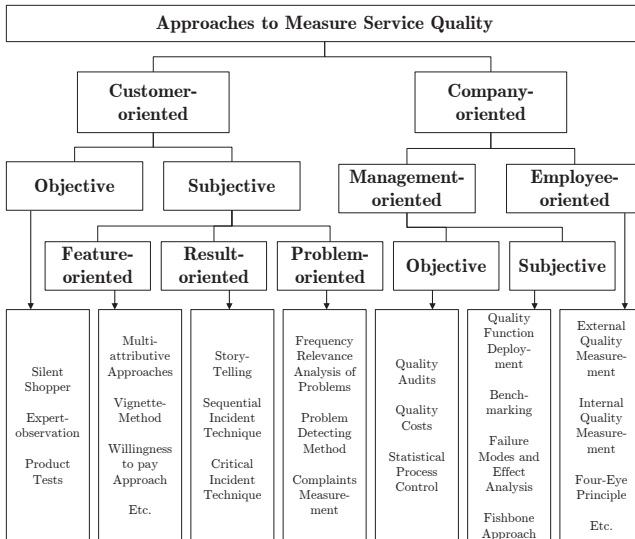 Approaches to Measure Service Quality
Customer-
oriented
Company-
oriented
Objective
Subjective
Management-
oriented
Employee-
oriented
Feature-
oriented
Result-
oriented
Problem-
oriented
Objective
Subjective
Silent
Shopper
Expert-
observation
Product
Tests
Multi-
attributive
Approaches
Vignette-
Method
Willingness
to pay
Approach
Etc.
Story-
Telling
Sequential
Incident
Technique
Critical
Incident
Technique
Frequency
Relevance
Analysis of
Problems
Problem
Detecting
Method
Complaints
Measure-
ment
Quality
Audits
Quality
Costs
Statistical
Process
Control
Quality
Function
Deploy-
ment
Bench-
marking
Failure
Modes and
Effect
Analysis
Fishbone
Approach
External
Quality
Measure-
ment
Internal
Quality
Measure-
ment
Four-Eye
Principle
Etc.